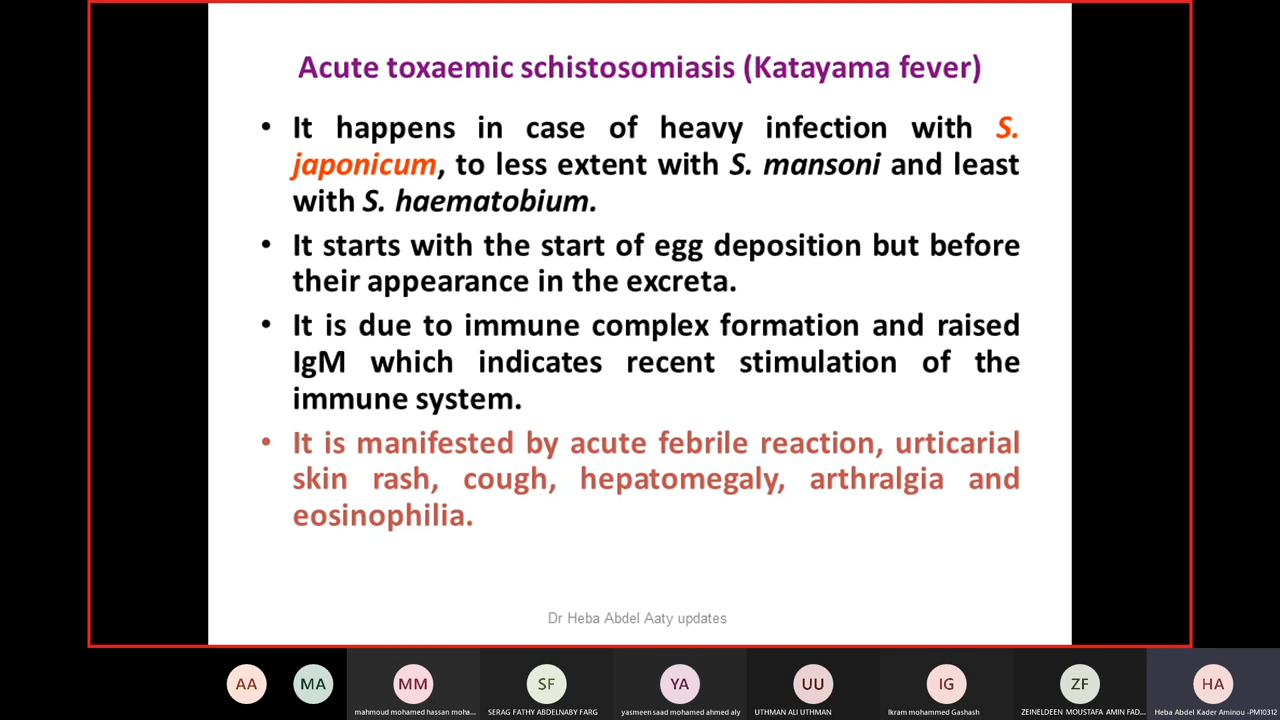 Acute toxaemic schistosomiasis (Katayama fever)
• It happens in case of heavy infection with S.
japonicum, to less extent with S. mansoni and least
with S. haematobium.
• It starts with the start of egg deposition but before
their appearance in the excreta.
• It is due to immune complex formation and raised
IgM which indicates recent stimulation of the
immune system.
• It is manifested by acute febrile reaction, urticarial
skin rash, cough, hepatomegaly, arthralgia and
eosinophilia.
Dr Heba Abdel Aaty updates
AA MA MM SF YA UU IG ZF HA
mahmoud mohamed hassan moha... SERAG FATHY ABDELNABY FARG yasmeen saad mohamed ahmed aly UTHMAN ALI UTHMAN Ikram mohammed Gashash ZEINELDEEN MOUSTAFA AMIN FAD... Heba Abdel Kader Aminou -PM10312